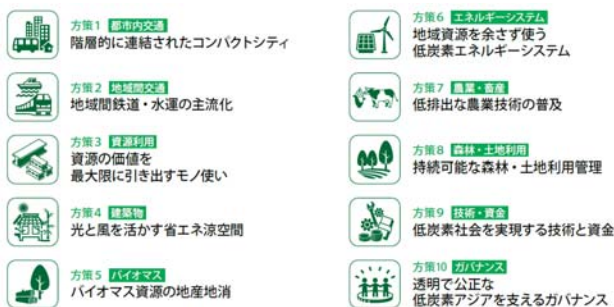 方策1 都市内交通
階層的に連結されたコンパクトシティ
方策2 地域間交通
地域間鉄道・水運の主流化
方策3 資源利用
資源の価値を
最大限に引き出すモノ使い
方策4 建築物
光と風を活かす省エネ涼空間
方策5 バイオマス
バイオマス資源の地産地消
方策6 エネルギーシステム
地域資源を余さず使う
低炭素エネルギーシステム
方策7 農業・畜産
低排出な農業技術の普及
方策8 森林・土地利用
持続可能な森林・土地利用管理
方策9 技術・資金
低炭素社会を実現する技術と資金
方策10 ガバナンス
透明で公正な
低炭素アジアを支えるガバナンス